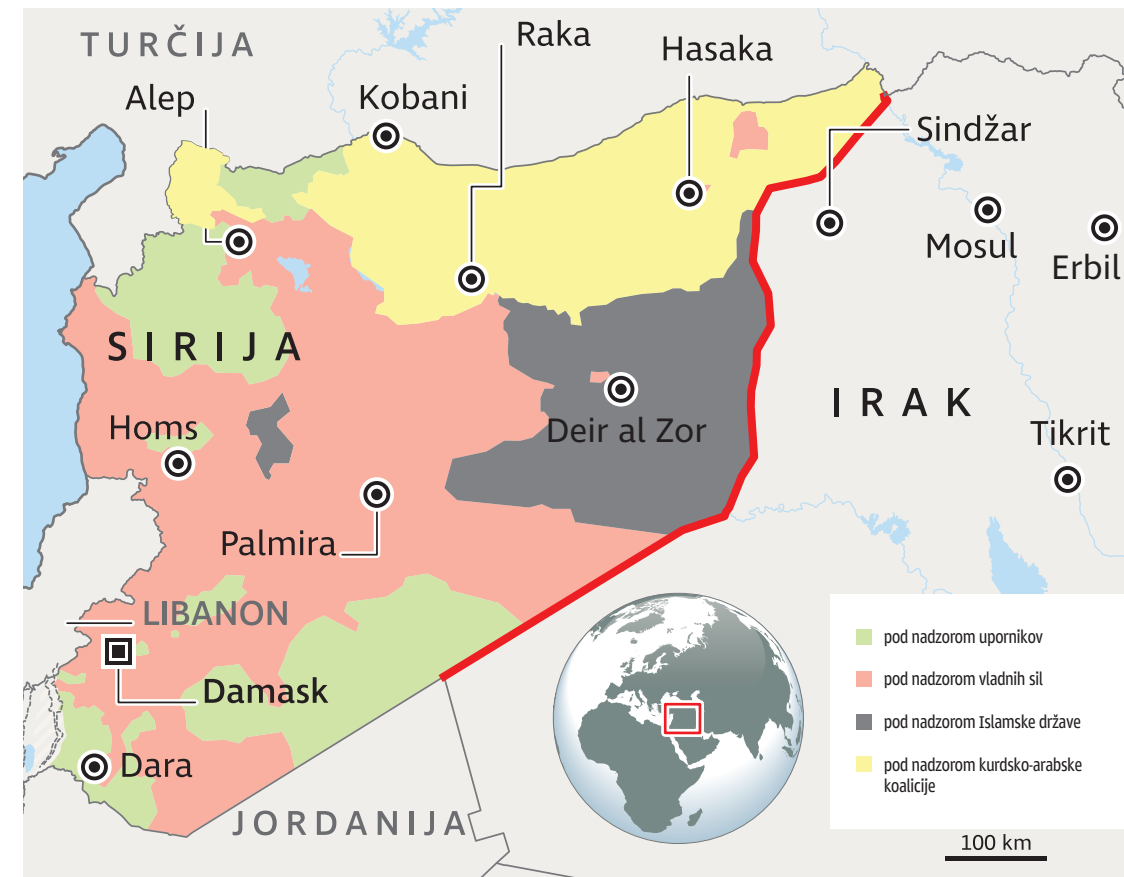 TURČIJA
Raka
Hasaka
Alep
Kobani
Sindžar
Mosul
Erbil
SIRIJA
IRAK
Homs
Deir al Zor
Tikrit
Palmira
LIBANON
Damask
Dara
JORDANIJA
pod nadzorom upornikov
pod nadzorom vladnih sil
pod nadzorom Islamske države
pod nadzorom kurdsko-arabske
koalicije
100 km